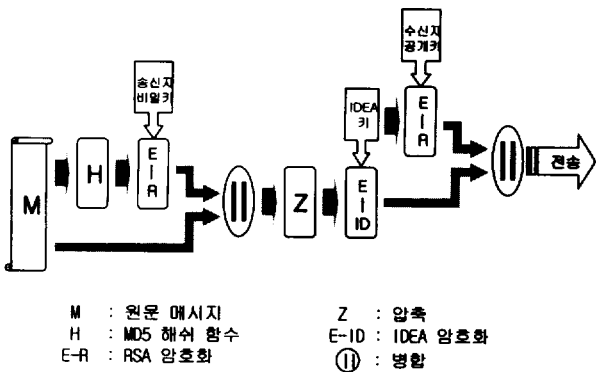 수신자
공개키
송신자
비밀키
IDEA
키
E
I
R
E
I
R
M
H
||
전송
Z
E
I
ID
||
M : 원문 메시지
H : MD5 해쉬 함수
E-R : RSA 암호화
Z : 압축
E-ID : IDEA 암호화
|| : 병합